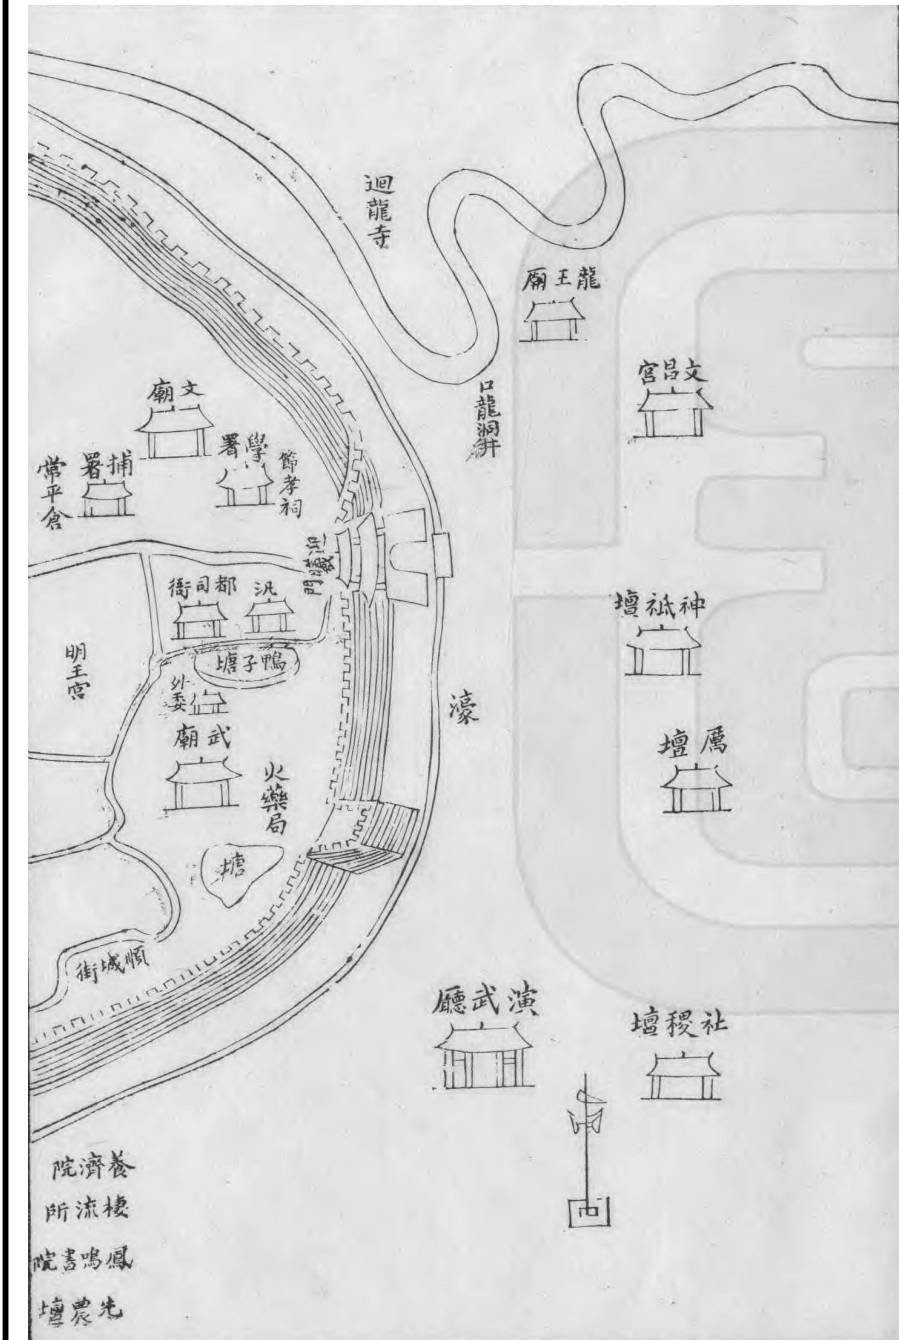 迴龍寺
龍王廟
文昌宮
口龍洞井
文廟
學署
節孝祠
捕署
常平倉
迎曦門
都司衙
汛
鴨子塘
明王宮
外委
武廟
火藥局
塘
順城街
濠
神祇壇
厲壇
演武廳
社稷壇
養濟院
棲流所
鳳鳴書院
先農壇